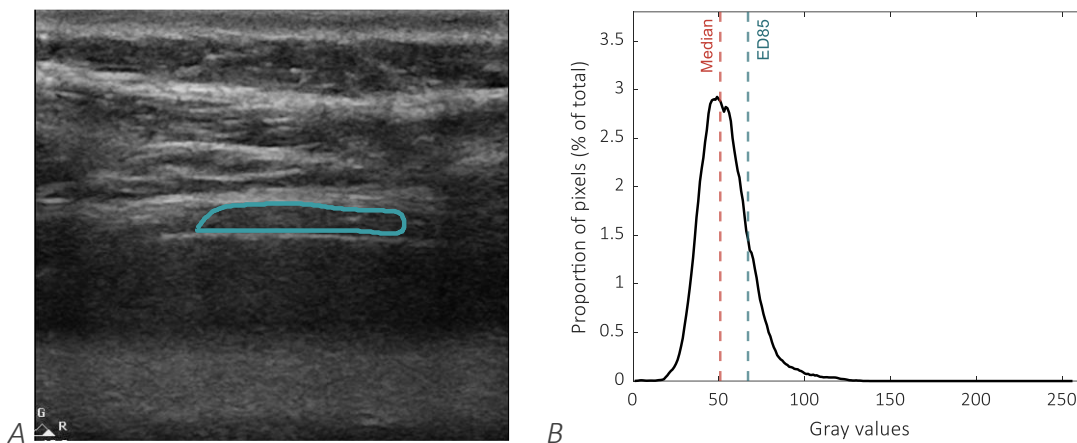 G
R
A
Proportion of pixels (% of total)
3.5
3
2.5
2
1.5
1
0.5
0
Median
ED85
0 50 100 150 200 250
Gray values
B